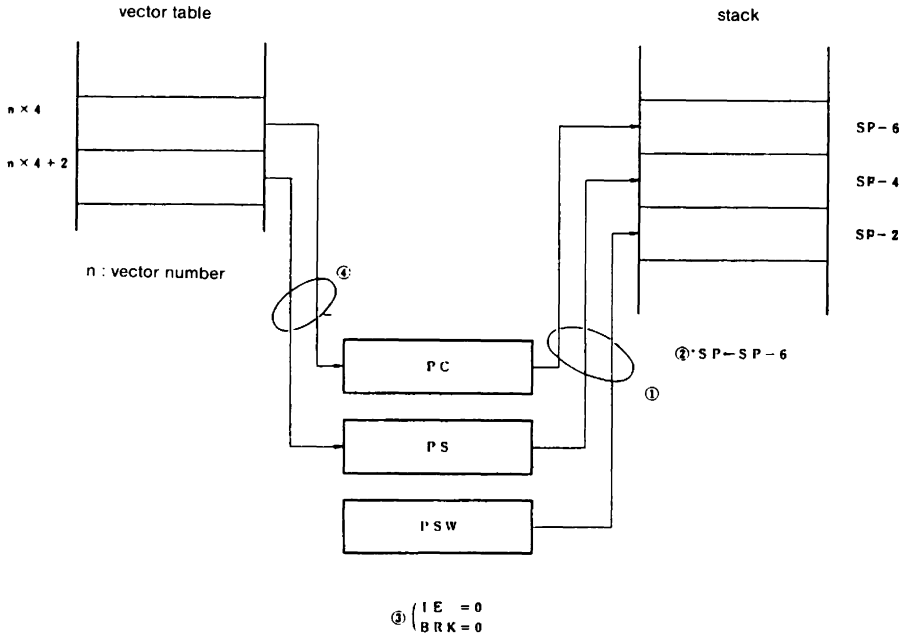 vector table
stack
n × 4
n × 4 + 2
SP-6
SP-4
SP-2
n : vector number
④
PC
PS
PSW
①
②* SP←SP-6
③ IE = 0
BRK = 0